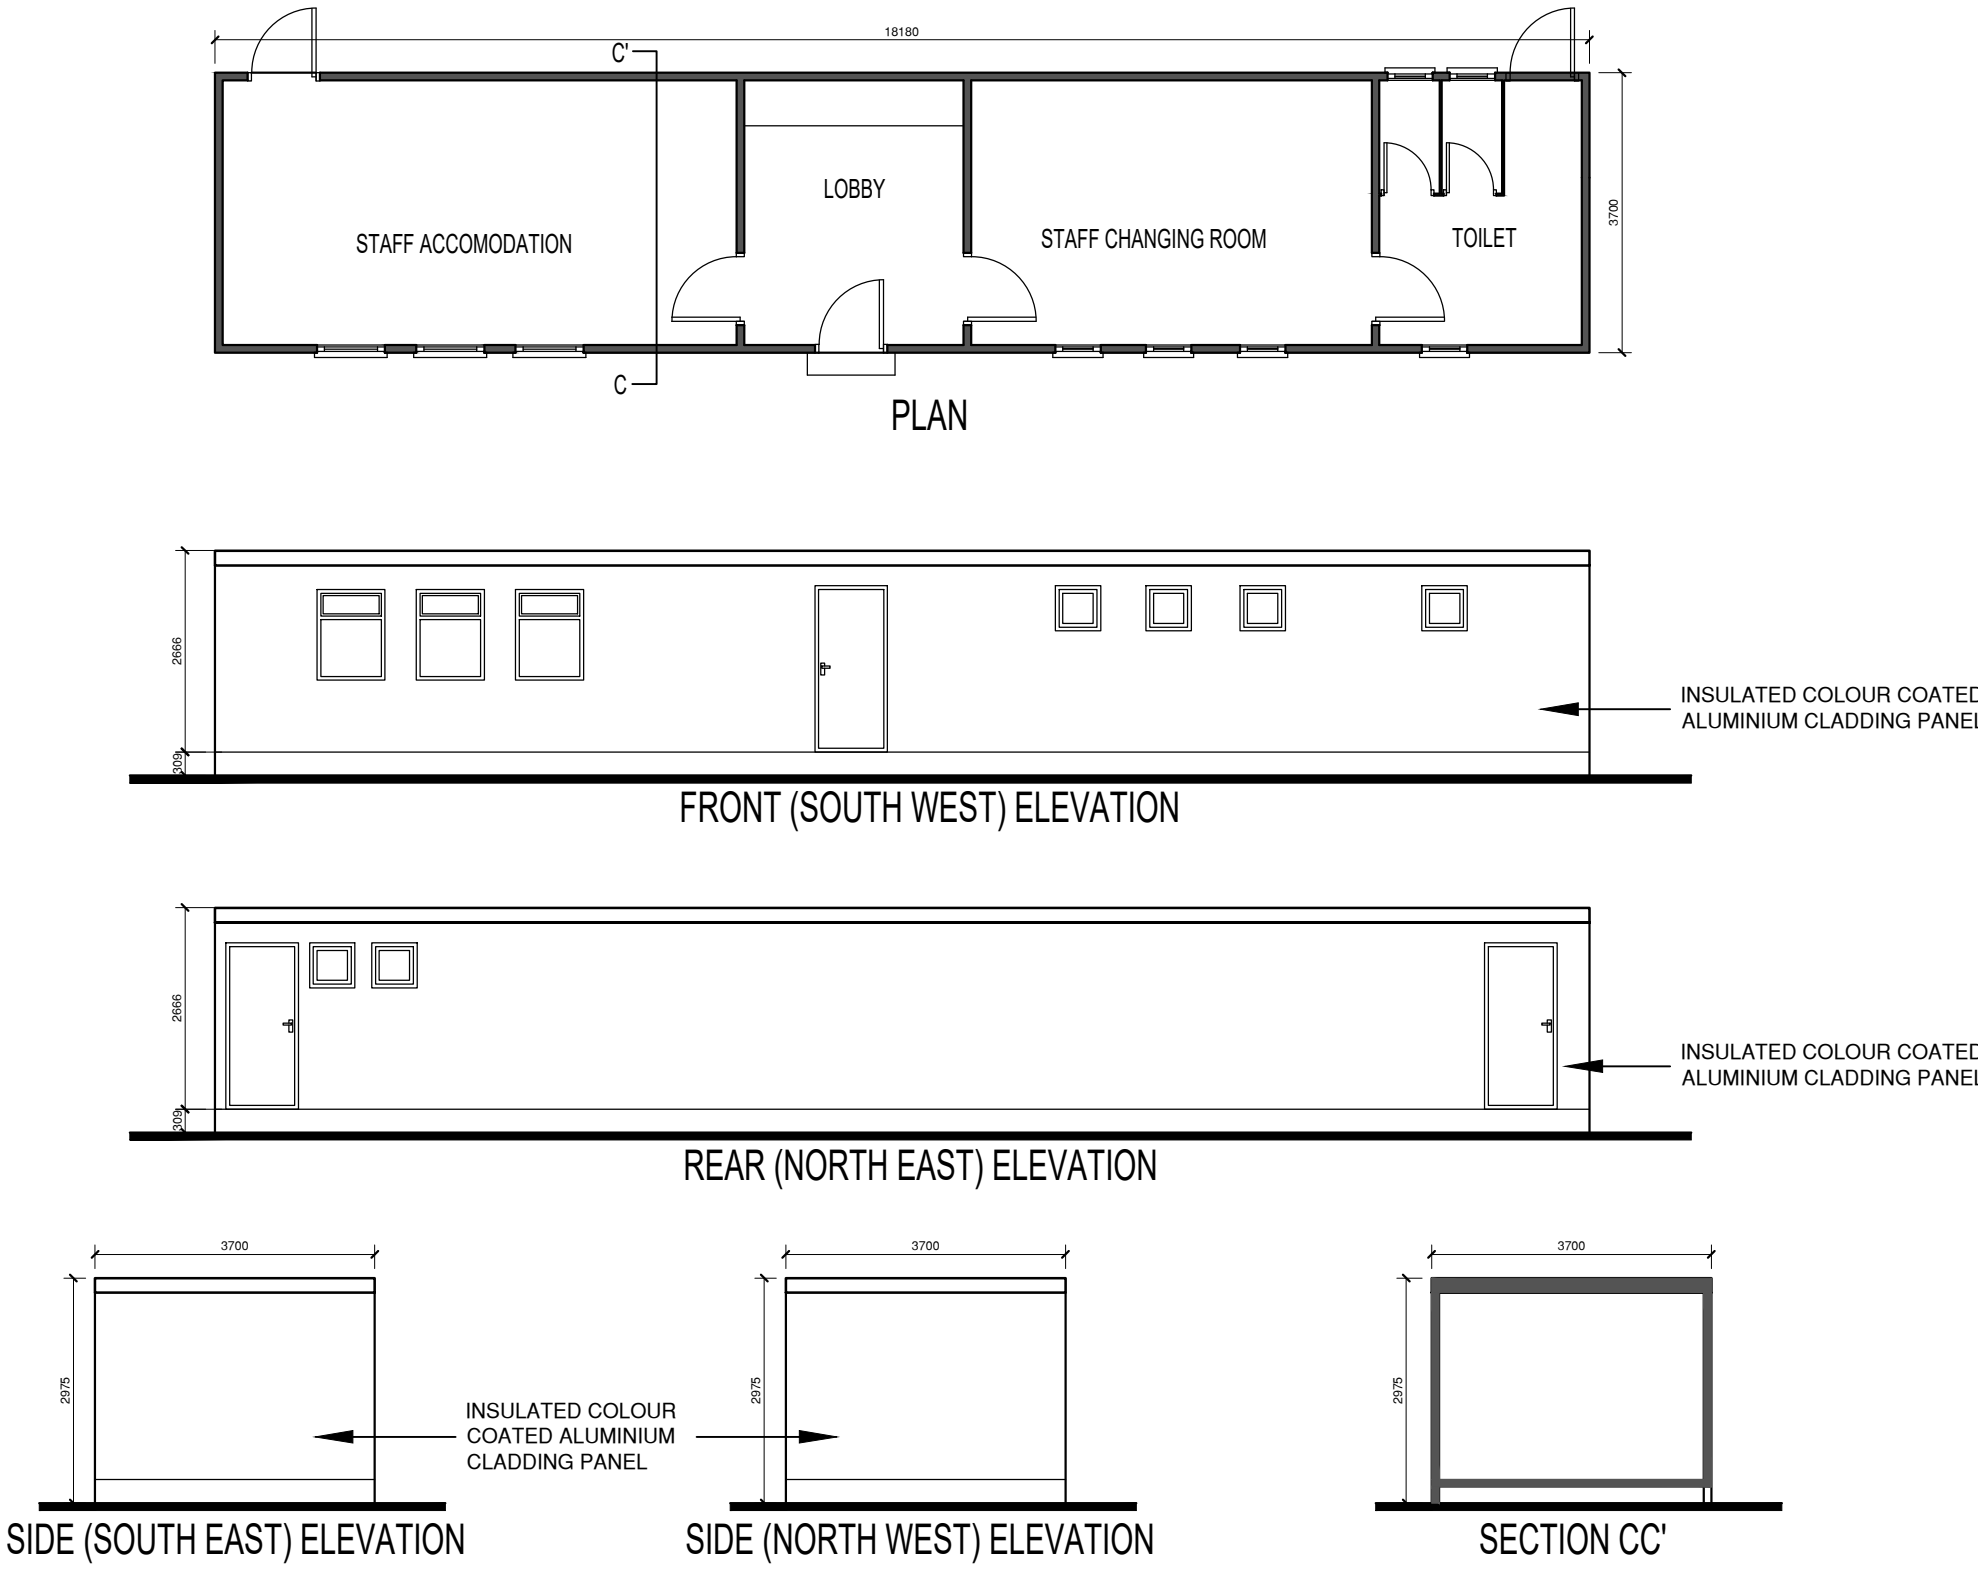 18180
C'
LOBBY
STAFF ACCOMODATION
STAFF CHANGING ROOM
TOILET
3700
C
PLAN
2666
309
INSULATED COLOUR COATED
ALUMINIUM CLADDING PANEL
FRONT (SOUTH WEST) ELEVATION
2666
309
INSULATED COLOUR COATED
ALUMINIUM CLADDING PANEL
REAR (NORTH EAST) ELEVATION
3700
3700
3700
2975
INSULATED COLOUR
COATED ALUMINIUM
CLADDING PANEL
2975
2975
SIDE (SOUTH EAST) ELEVATION
SIDE (NORTH WEST) ELEVATION
SECTION CC'